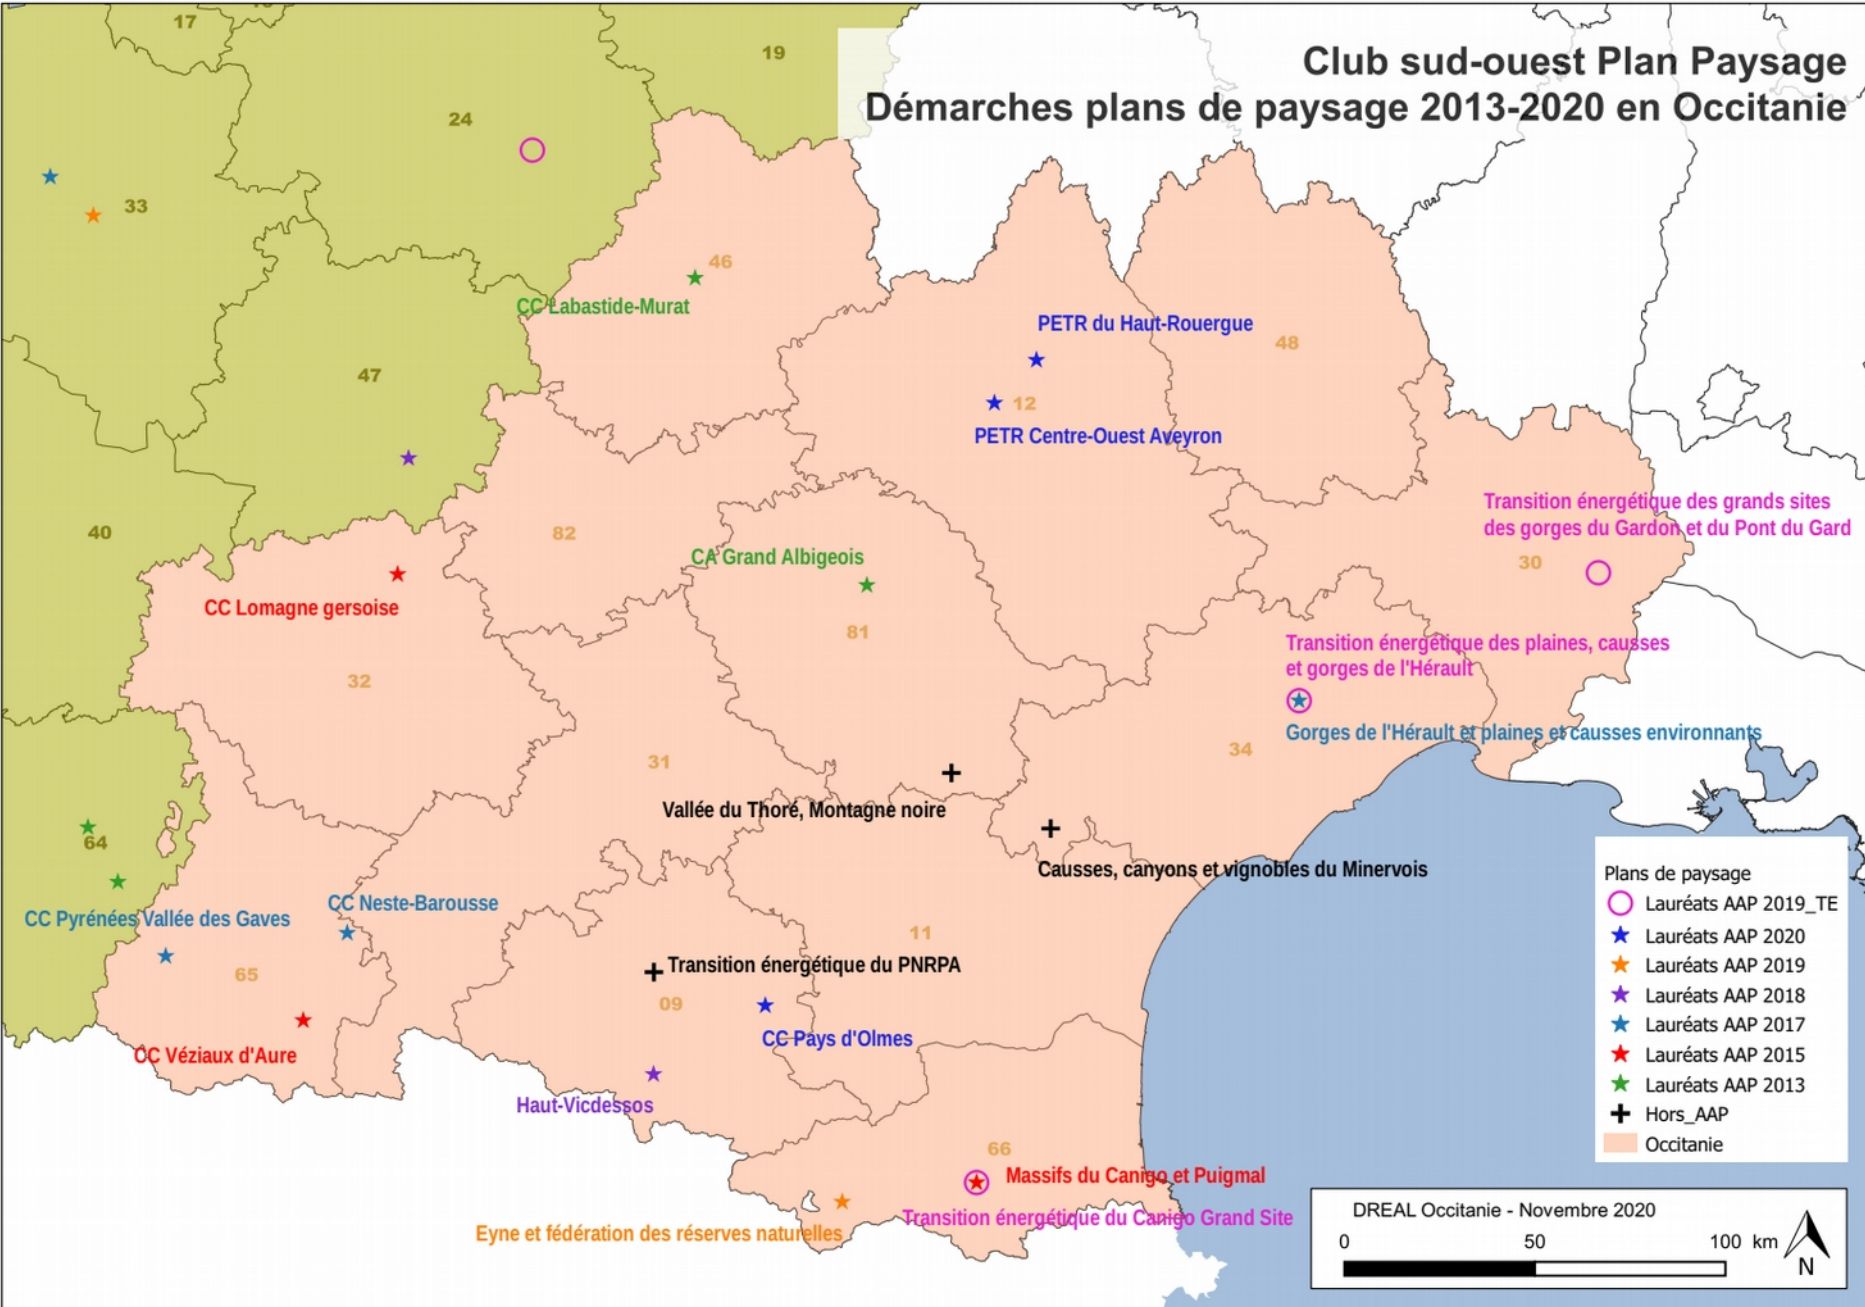 Club sud-ouest Plan Paysage
Démarches plans de paysage 2013-2020 en Occitanie
17
19
24
33
46
CC Labastide-Murat
PETR du Haut-Rouergue
48
47
12
PETR Centre-Ouest Aveyron
Transition énergétique des grands sites
des gorges du Gardon et du Pont du Gard
40
82
CA Grand Albigeois
30
CC Lomagne gersoise
81
Transition énergétique des plaines, causses
et gorges de l'Hérault
32
Gorges de l'Hérault et plaines et causses environnants
34
31
Vallée du Thoré, Montagne noire
64
Causses, canyons et vignobles du Minervois
CC Pyrénées Vallée des Gaves
CC Neste-Barousse
11
65
Transition énergétique du PNRPA
09
CC Pays d'Olmes
CC Véziaux d'Aure
Haut-Vicdessos
66
Massifs du Canigo et Puigmal
Transition énergétique du Canigo Grand Site
Eyne et fédération des réserves naturelles
Plans de paysage
Lauréats AAP 2019_TE
Lauréats AAP 2020
Lauréats AAP 2019
Lauréats AAP 2018
Lauréats AAP 2017
Lauréats AAP 2015
Lauréats AAP 2013
Hors_AAP
Occitanie
DREAL Occitanie - Novembre 2020
0 50 100 km
N